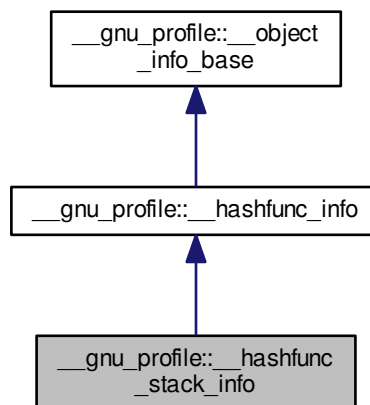 __gnu_profile::__object
_info_base
__gnu_profile::__hashfunc_info
__gnu_profile::__hashfunc
_stack_info